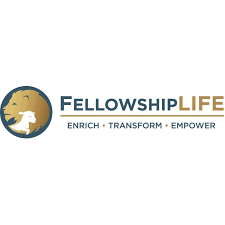 FELLOWSHIPLIFE
ENRICH • TRANSFORM • EMPOWER